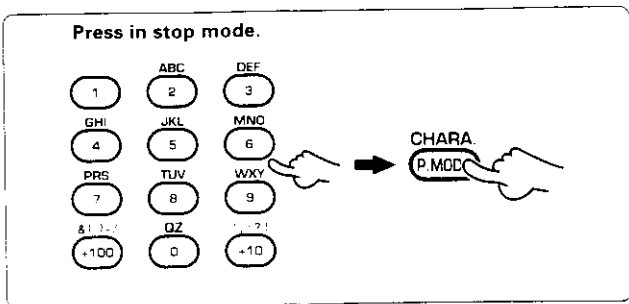 Press in stop mode.
ABC DEF
1 2 3
GHI JKL MNO
4 5 6
CHARA.
P.MOD
PRS TUV WXY
7 8 9
QZ
+100 0 +10